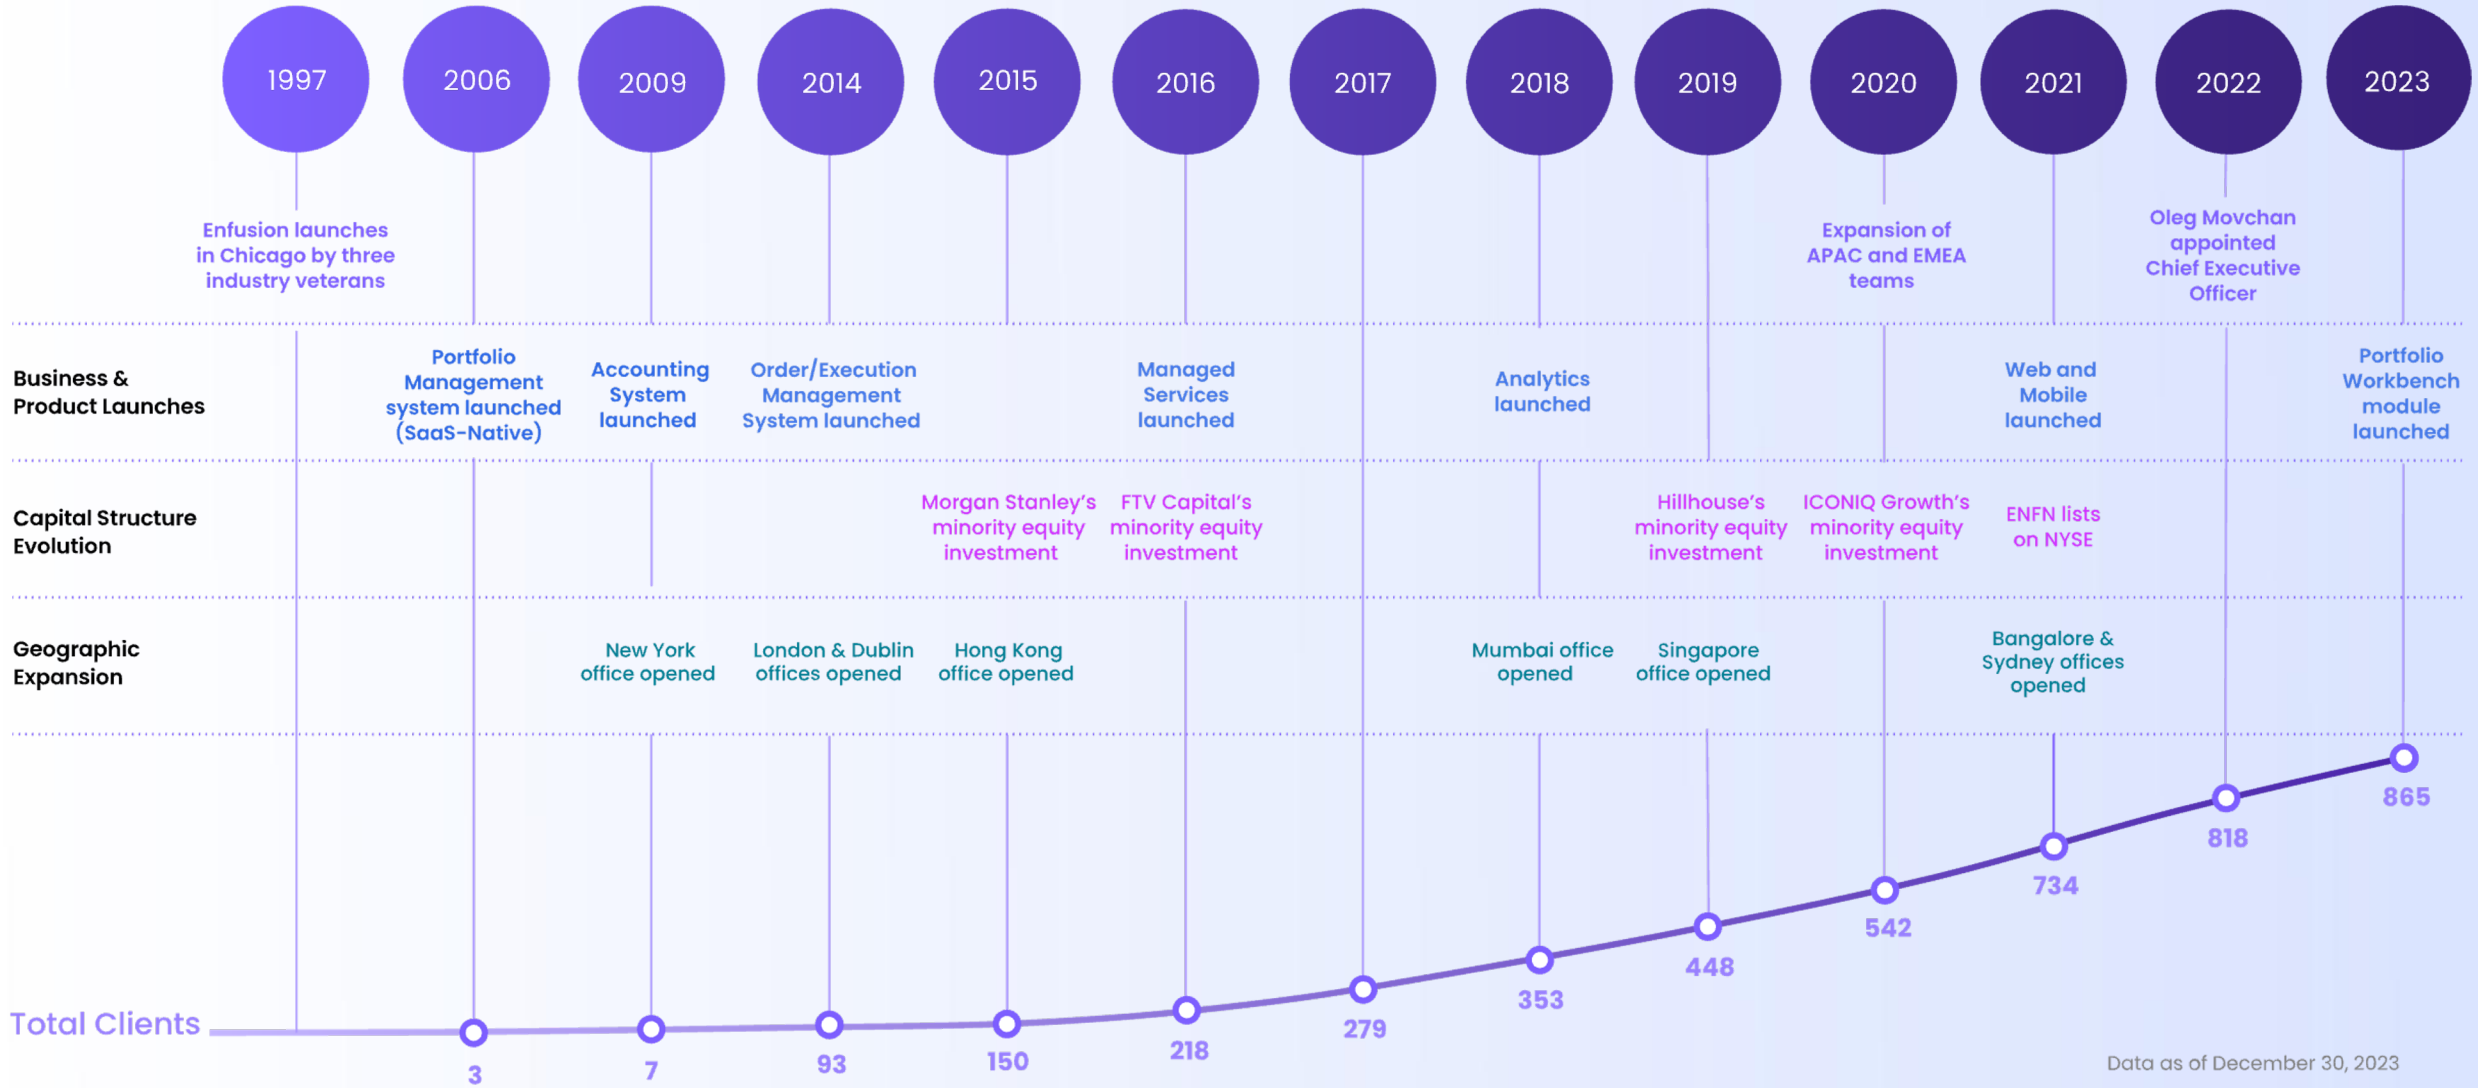 1997
2006
2009
2014
2015
2016
2017
2018
2019
2020
2021
2022
2023
Enfusion launches
in Chicago by three
industry veterans
Expansion of
APAC and EMEA
teams
Oleg Movchan
appointed
Chief Executive
Officer
Business &
Product Launches
Portfolio
Management
system launched
(SaaS-Native)
Accounting
System
launched
Order/Execution
Management
System launched
Managed
Services
launched
Analytics
launched
Web and
Mobile
launched
Portfolio
Workbench
module
launched
Capital Structure
Evolution
Morgan Stanley’s
minority equity
investment
FTV Capital’s
minority equity
investment
Hillhouse’s
minority equity
investment
ICONIQ Growth’s
minority equity
investment
ENFN lists
on NYSE
Geographic
Expansion
New York
office opened
London & Dublin
offices opened
Hong Kong
office opened
Mumbai office
opened
Singapore
office opened
Bangalore &
Sydney offices
opened
Total Clients
3
7
93
150
218
279
353
448
542
734
818
865
Data as of December 30, 2023